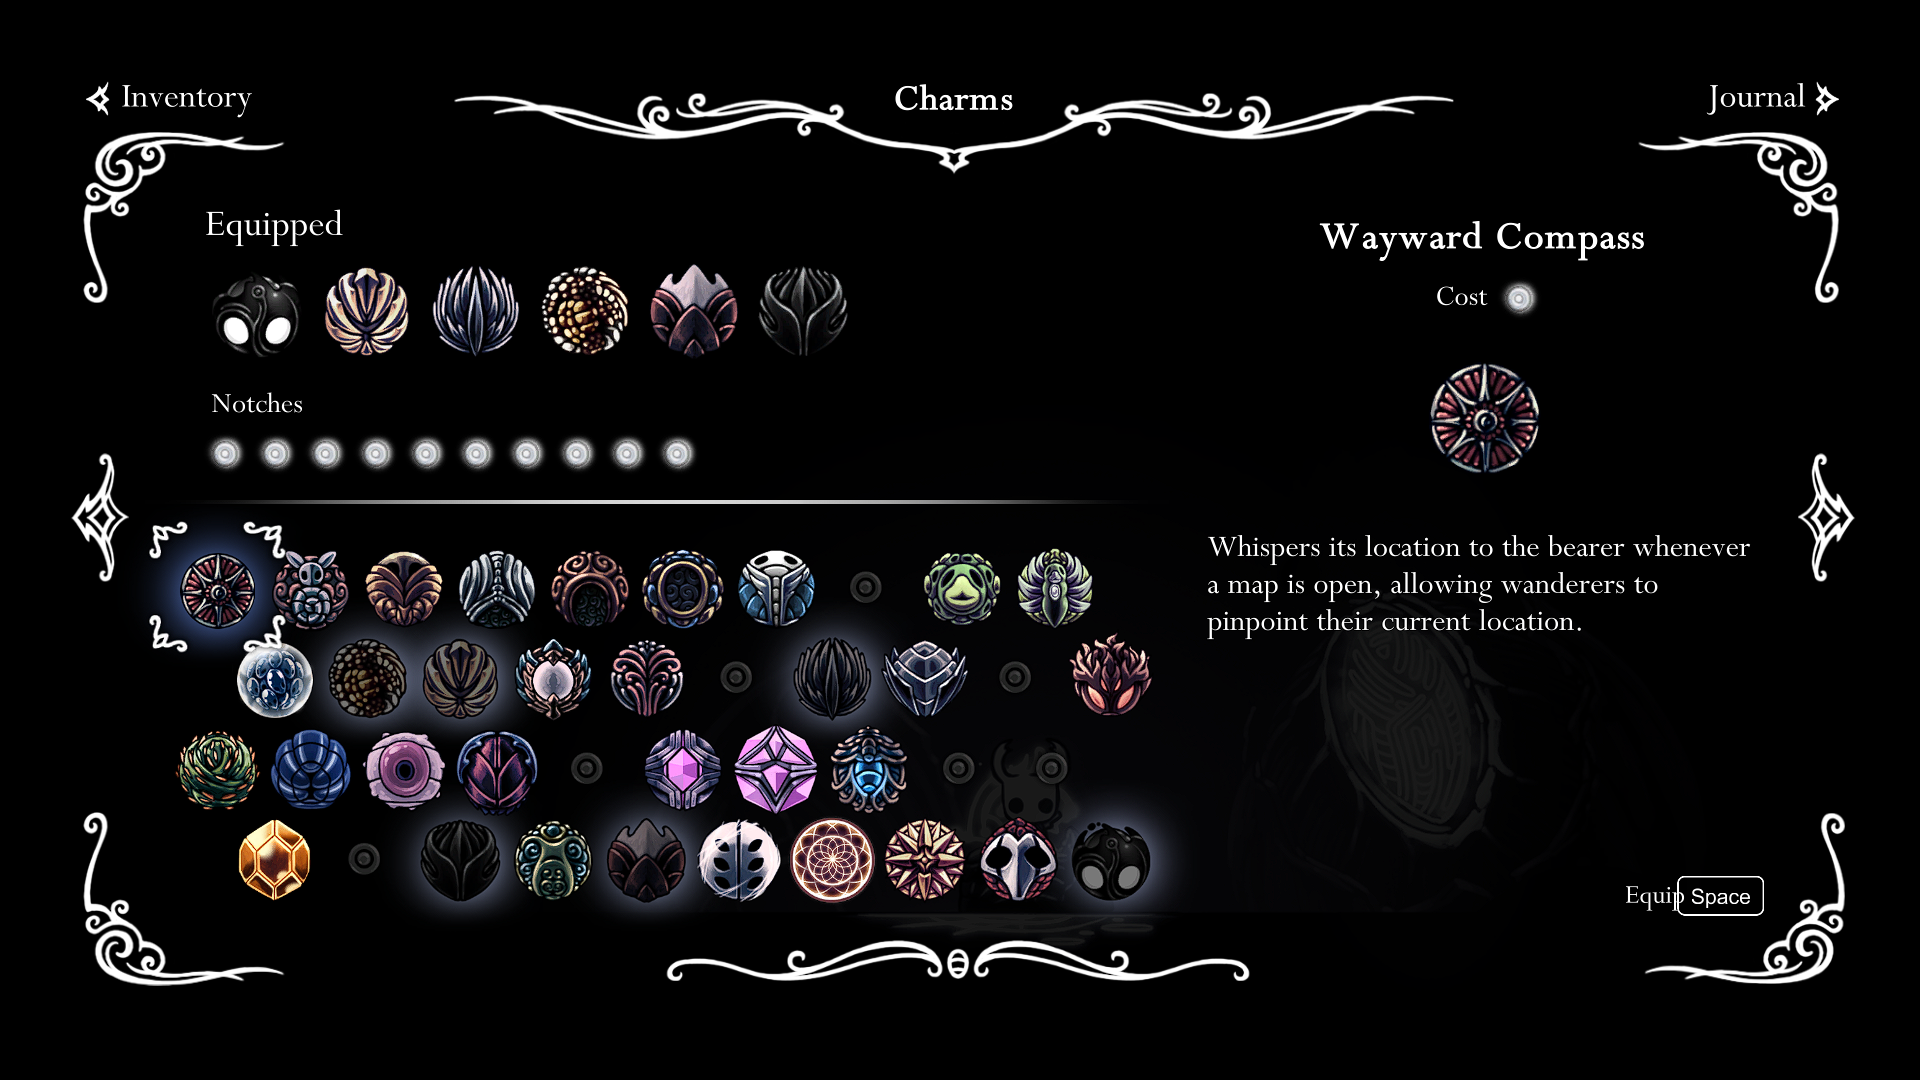 Inventory
Charms
Journal
Equipped
Wayward Compass
Cost
Notches
Whispers its location to the bearer whenever
a map is open, allowing wanderers to
pinpoint their current location.
Equip Space